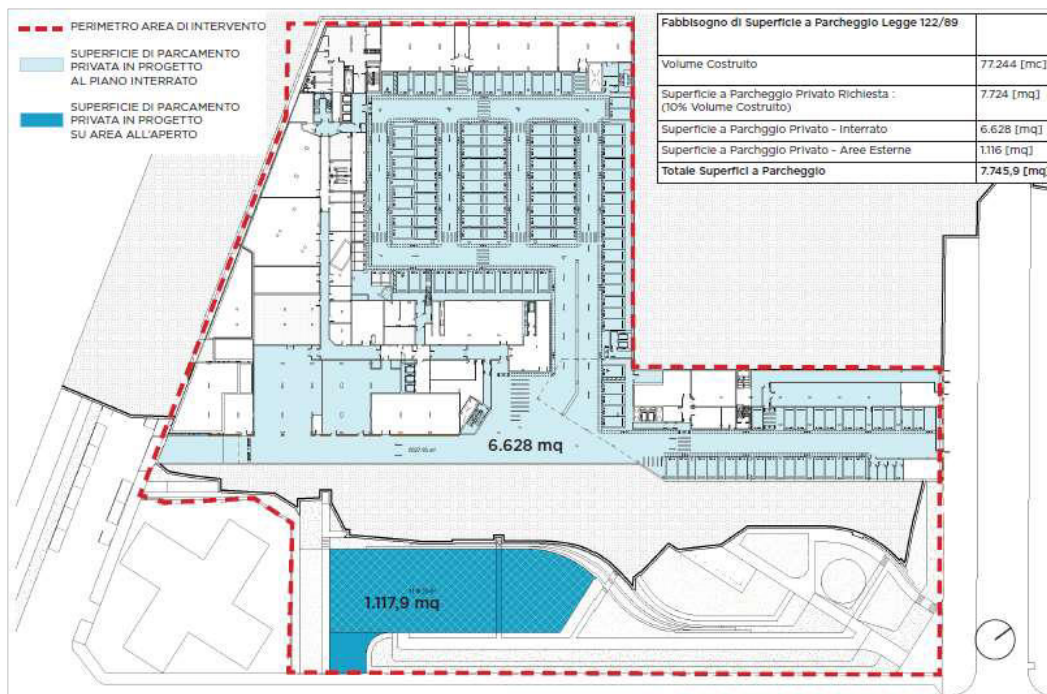 PERIMETRO AREA DI INTERVENTO
SUPERFICIE DI PARCAMENTO
PRIVATA IN PROGETTO
AL PIANO INTERRATO
SUPERFICIE DI PARCAMENTO
PRIVATA IN PROGETTO
SU AREA ALL'APERTO
Fabbisogno di Superficie a Parcheggio Legge 122/89
Volume Costruito 77.244 [mc]
Superficie a Parcheggio Privato Richiesta :
(10% Volume Costruito) 7.724 [mq]
Superficie a Parchggio Privato - Interrato 6.628 [mq]
Superficie a Parchggio Privato - Aree Esterne 1.116 [mq]
Totale Superfici a Parcheggio 7.745,9 [mq]
6.628 mq
1.117,9 mq